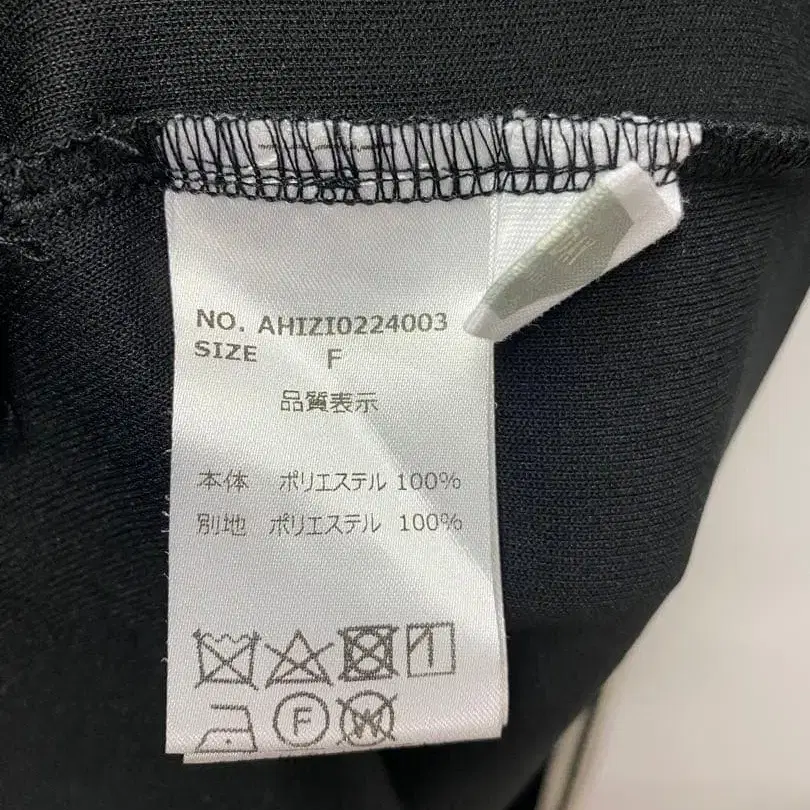 NO. AHIZI0224003
SIZE F
品質表示
本体 ポリエステル 100%
別地 ポリエステル 100%
F W